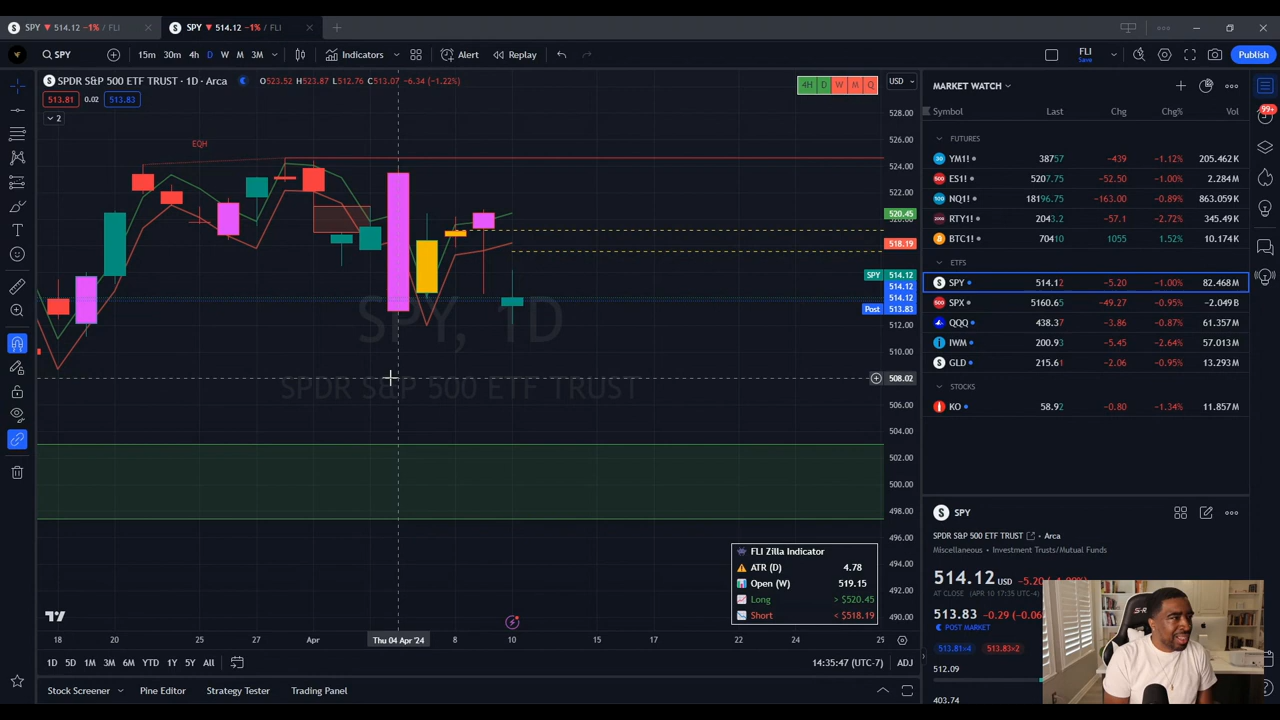 SPY ▼ 514.12 −1% / FLI
SPY ▼ 514.12 −1% / FLI
SPY 15m 30m 4h D W M 3M Indicators Alert Replay FLI Save Publish
SPDR S&P 500 ETF TRUST · 1D · Arca O523.52 H523.87 L512.76 C513.07 −6.34 (−1.22%)
513.81 0.02 513.83
2
4H D W M Q
USD
EQH
SPY, 1D
SPDR S&P 500 ETF TRUST
528.00
526.00
524.00
522.00
520.45
518.19
SPY 514.12
514.12
514.12
Post 513.83
512.00
510.00
508.02
506.00
504.00
502.00
500.00
498.00
496.00
494.00
492.00
490.00
FLI Zilla Indicator
ATR (D) 4.78
Open (W) 519.15
Long > $520.45
Short < $518.19
18 20 25 27 Apr Thu 04 Apr '24 8 10 15 17 22 24 25
1D 5D 1M 3M 6M YTD 1Y 5Y All 14:35:47 (UTC-7) ADJ
Stock Screener Pine Editor Strategy Tester Trading Panel
MARKET WATCH
Symbol Last Chg Chg% Vol
FUTURES
YM1! 38757 −439 −1.12% 205.462 K
ES1! 5207.75 −52.50 −1.00% 2.284 M
NQ1! 18196.75 −163.00 −0.89% 863.059 K
RTY1! 2043.2 −57.1 −2.72% 345.49 K
BTC1! 70410 1055 1.52% 10.174 K
ETFS
SPY 514.12 −5.20 −1.00% 82.468 M
SPX 5160.65 −49.27 −0.95% −2.049 B
QQQ 438.37 −3.86 −0.87% 61.357 M
IWM 200.93 −5.45 −2.64% 57.013 M
GLD 215.61 −2.06 −0.95% 13.293 M
STOCKS
KO 58.92 −0.80 −1.34% 11.857 M
99+
SPY
SPDR S&P 500 ETF TRUST Arca
Miscellaneous · Investment Trusts/Mutual Funds
514.12 USD −5.20
AT CLOSE (APR 10 17:35 UTC-4)
513.83 −0.29
POST MARKET
513.81×4 513.83×2
512.09
403.74